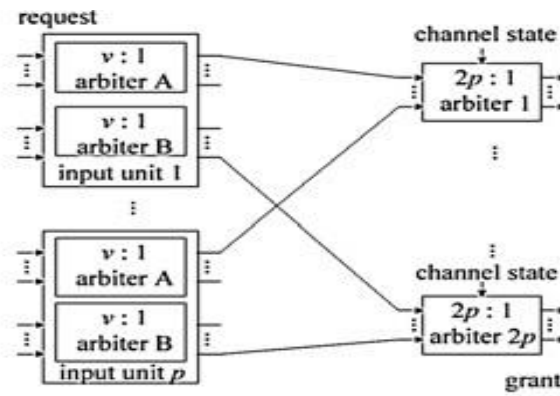 request
v : 1
arbiter A
v : 1
arbiter B
input unit 1
v : 1
arbiter A
v : 1
arbiter B
input unit p
channel state
2p : 1
arbiter 1
channel state
2p : 1
arbiter 2p
grant